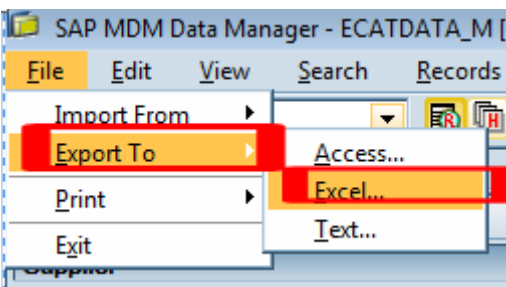 SAP MDM Data Manager - ECATDATA_M [
File Edit View Search Records
Import From
Export To
Access...
Print
Excel...
Exit
Text...
Supplier